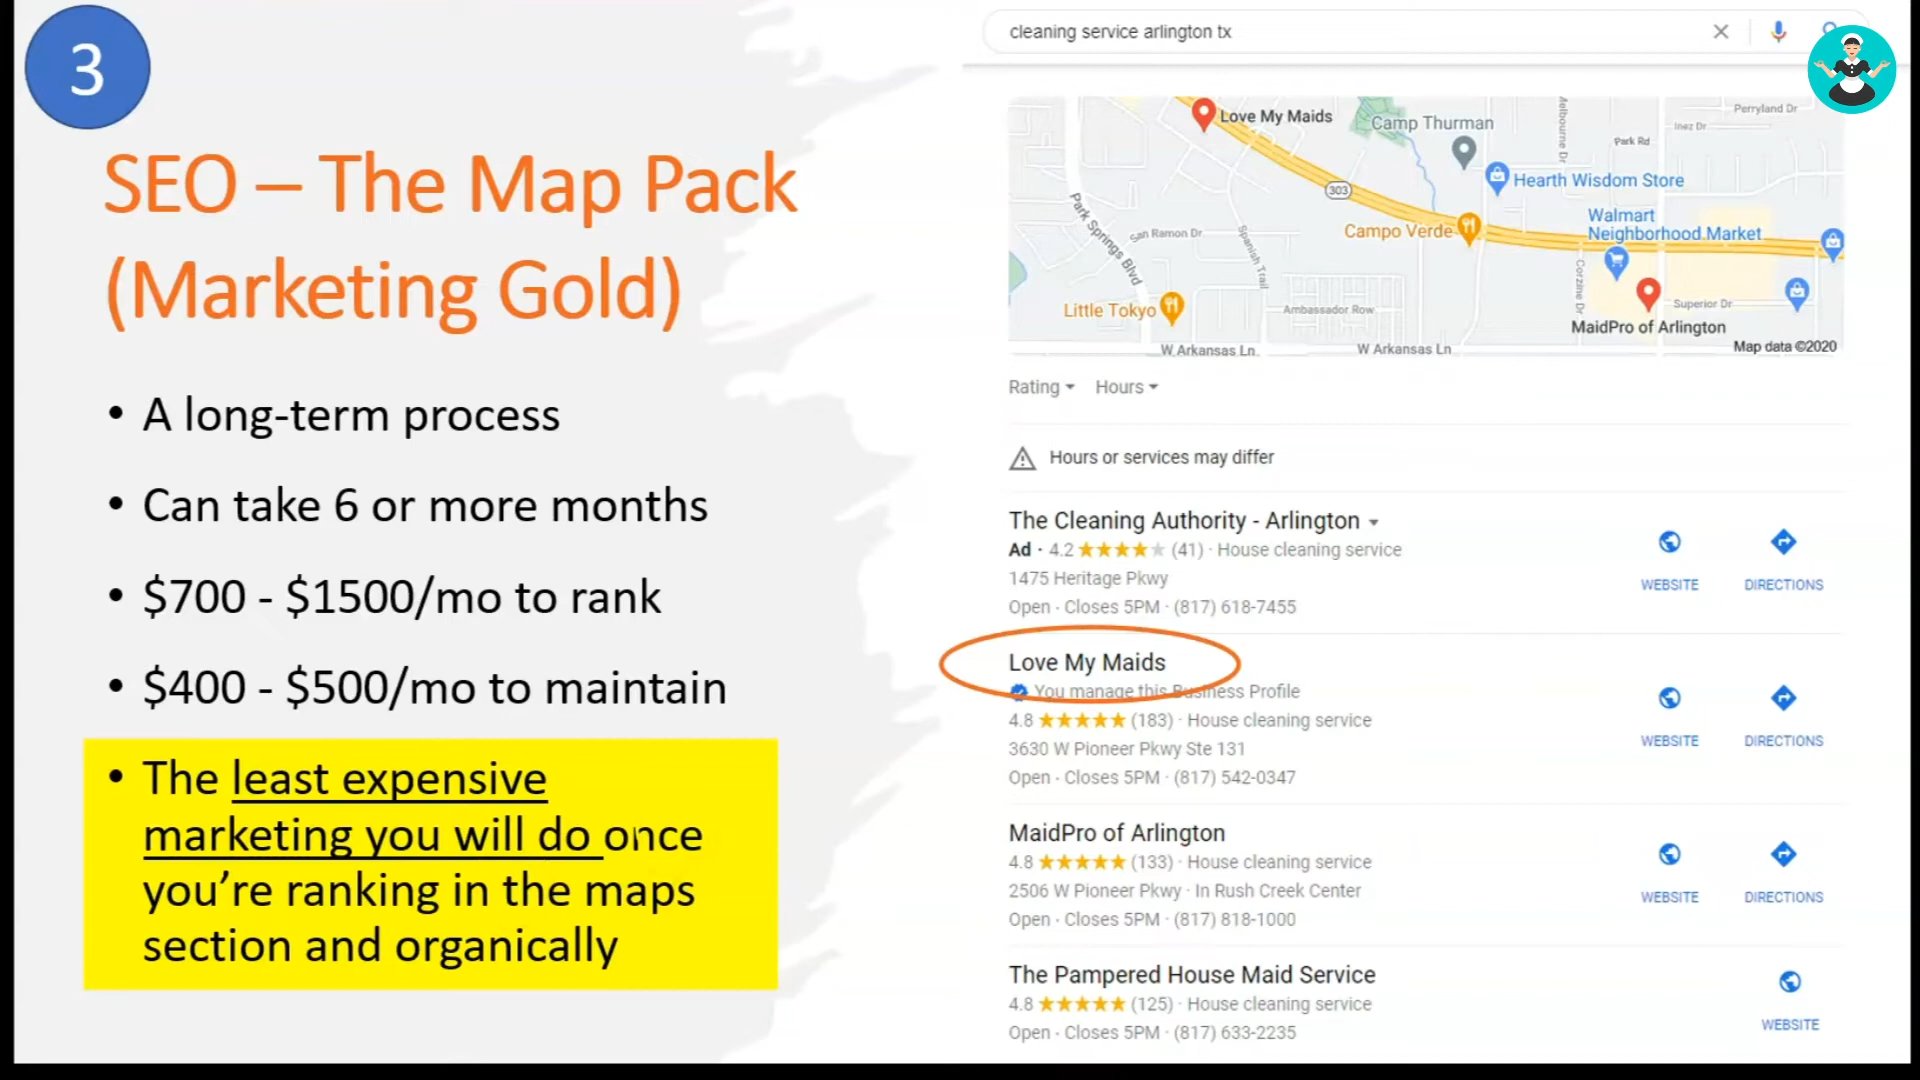 3
SEO – The Map Pack
(Marketing Gold)
• A long-term process
• Can take 6 or more months
• $700 - $1500/mo to rank
• $400 - $500/mo to maintain
• The least expensive
marketing you will do once
you’re ranking in the maps
section and organically
cleaning service arlington tx
Love My Maids
Camp Thurman
Perryland Dr
Inez Dr
Park Rd
Melbourne Dr
303
Hearth Wisdom Store
Walmart
Neighborhood Market
Campo Verde
Park Springs Blvd
San Ramon Dr
Spanish Trail
Corzine Dr
Little Tokyo
Ambassador Row
Superior Dr
MaidPro of Arlington
W Arkansas Ln
W Arkansas Ln
Map data ©2020
Rating Hours
Hours or services may differ
The Cleaning Authority - Arlington
Ad · 4.2 (41) · House cleaning service
1475 Heritage Pkwy
Open · Closes 5PM · (817) 618-7455
WEBSITE DIRECTIONS
Love My Maids
You manage this Business Profile
4.8 (183) · House cleaning service
3630 W Pioneer Pkwy Ste 131
Open · Closes 5PM · (817) 542-0347
WEBSITE DIRECTIONS
MaidPro of Arlington
4.8 (133) · House cleaning service
2506 W Pioneer Pkwy · In Rush Creek Center
Open · Closes 5PM · (817) 818-1000
WEBSITE DIRECTIONS
The Pampered House Maid Service
4.8 (125) · House cleaning service
Open · Closes 5PM · (817) 633-2235
WEBSITE